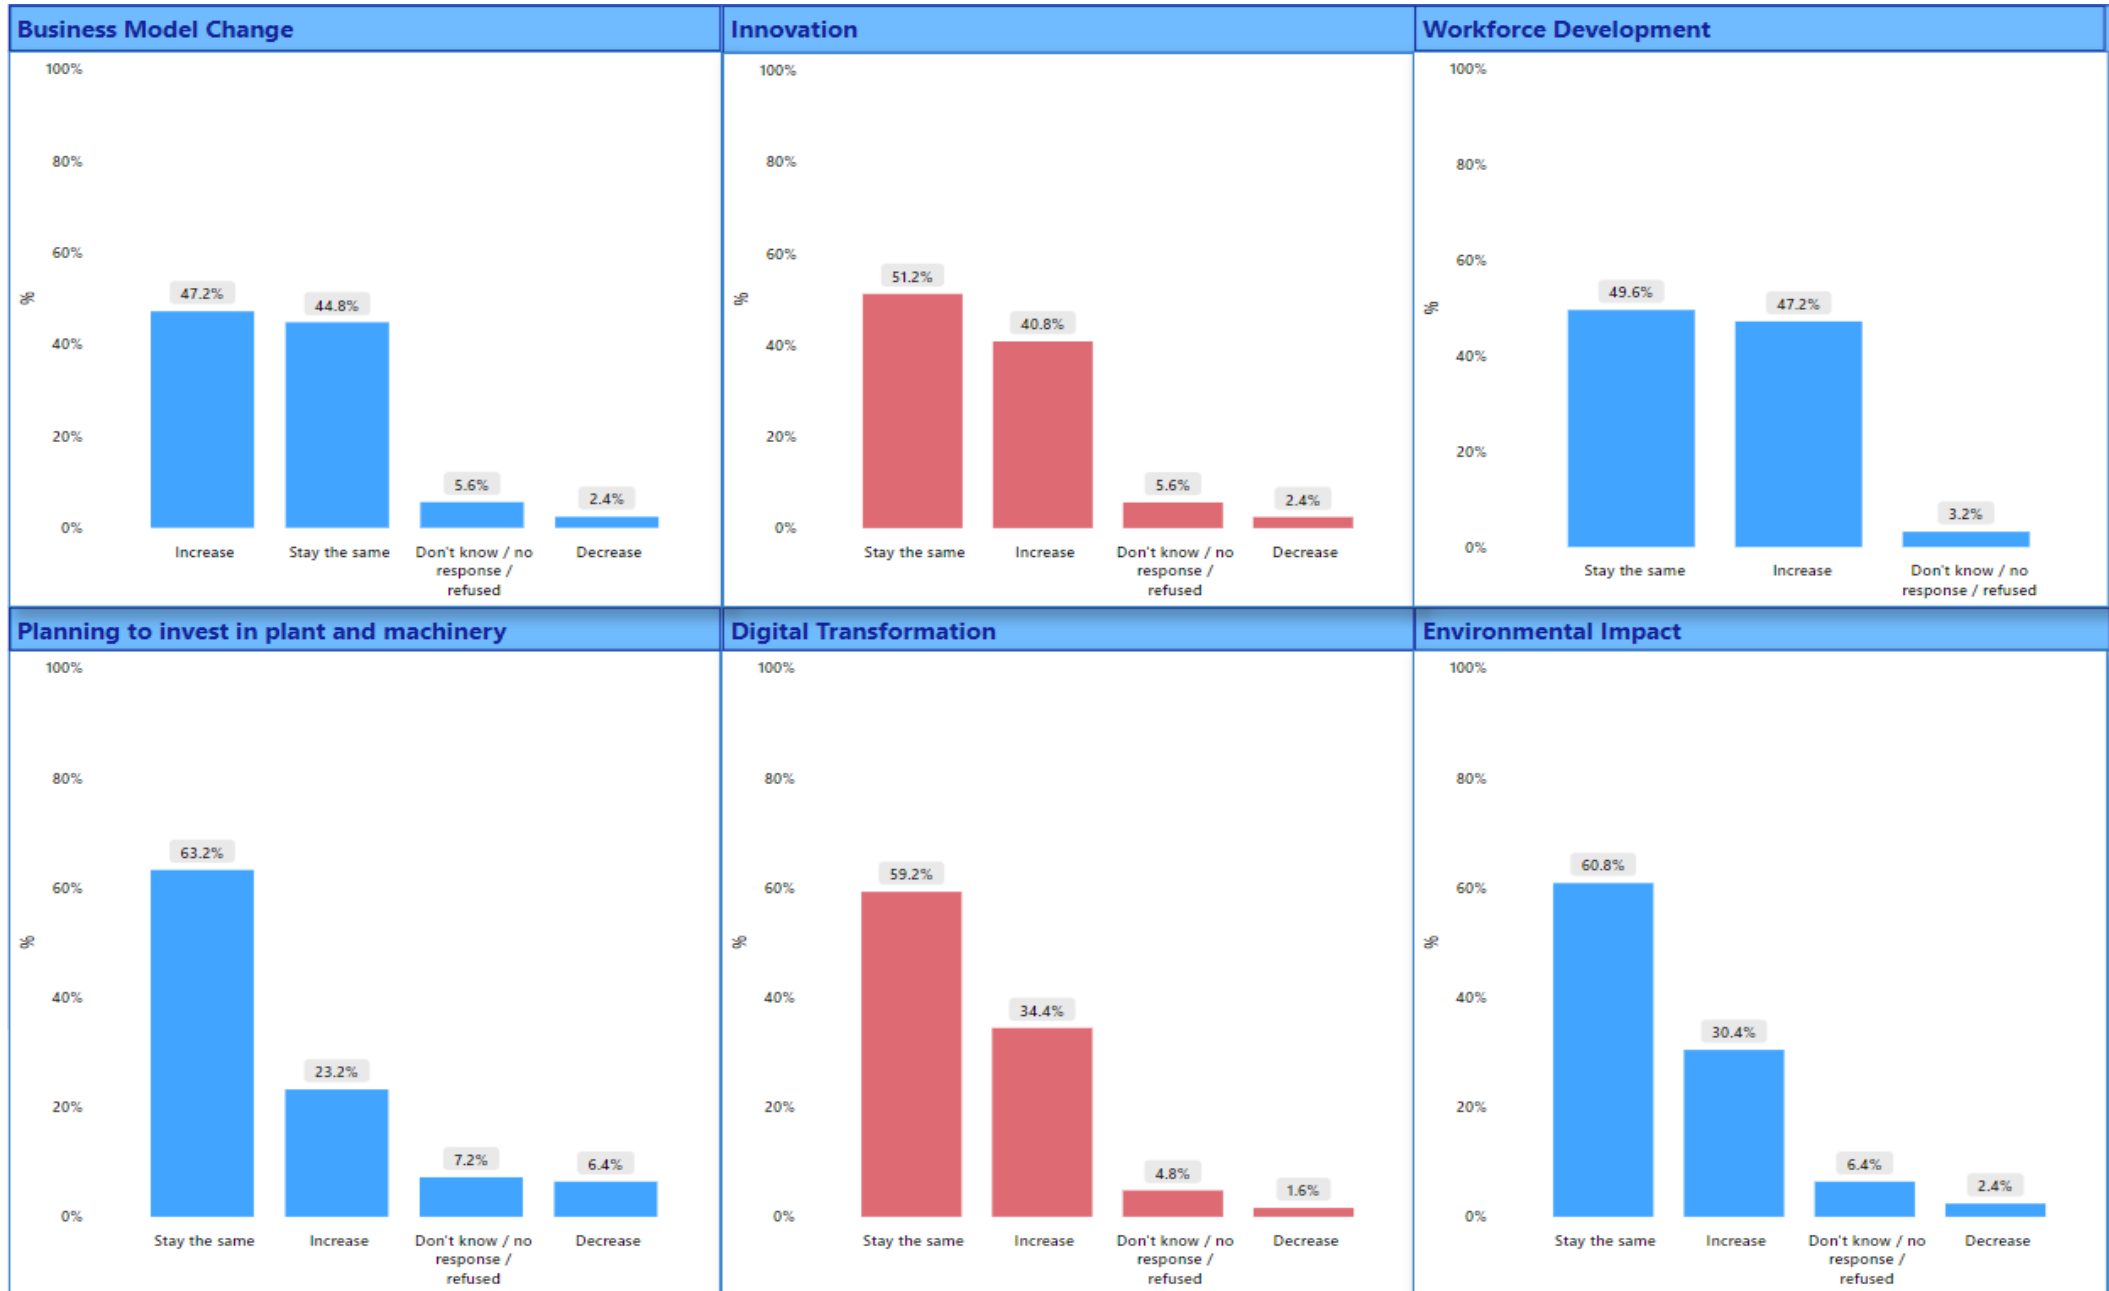 Business Model Change
100%
80%
60%
40%
20%
0%
%
47.2%
44.8%
5.6%
2.4%
Increase
Stay the same
Don't know / no
response /
refused
Decrease
Innovation
100%
80%
60%
40%
20%
0%
%
51.2%
40.8%
5.6%
2.4%
Stay the same
Increase
Don't know / no
response /
refused
Decrease
Workforce Development
100%
80%
60%
40%
20%
0%
%
49.6%
47.2%
3.2%
Stay the same
Increase
Don't know / no
response / refused
Planning to invest in plant and machinery
100%
80%
60%
40%
20%
0%
%
63.2%
23.2%
7.2%
6.4%
Stay the same
Increase
Don't know / no
response /
refused
Decrease
Digital Transformation
100%
80%
60%
40%
20%
0%
%
59.2%
34.4%
4.8%
1.6%
Stay the same
Increase
Don't know / no
response /
refused
Decrease
Environmental Impact
100%
80%
60%
40%
20%
0%
%
60.8%
30.4%
6.4%
2.4%
Stay the same
Increase
Don't know / no
response /
refused
Decrease